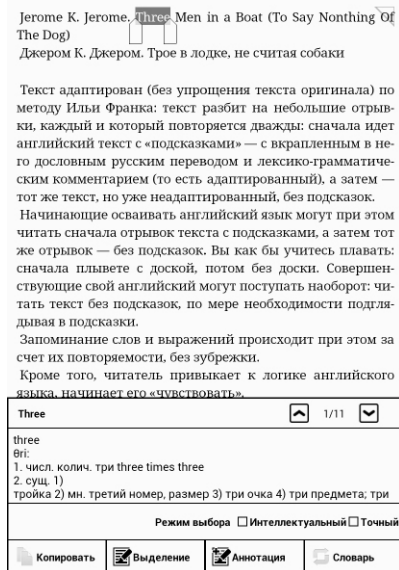 Jerome K. Jerome. Three Men in a Boat (To Say Nonthing Of
The Dog)
Джером К. Джером. Трое в лодке, не считая собаки
Текст адаптирован (без упрощения текста оригинала) по
методу Ильи Франка: текст разбит на небольшие отрыв-
ки, каждый и который повторяется дважды: сначала идет
английский текст с «подсказками» — с вкрапленным в не-
го дословным русским переводом и лексико-грамматиче-
ским комментарием (то есть адаптированный), а затем —
тот же текст, но уже неадаптированный, без подсказок.
Начинающие осваивать английский язык могут при этом
читать сначала отрывок текста с подсказками, а затем тот
же отрывок — без подсказок. Вы как бы учитесь плавать:
сначала плывете с доской, потом без доски. Совершен-
ствующие свой английский могут поступать наоборот: чи-
тать текст без подсказок, по мере необходимости подгля-
дывая в подсказки.
Запоминание слов и выражений происходит при этом за
счет их повторяемости, без зубрежки.
Кроме того, читатель привыкает к логике английского
языка, начинает его «чувствовать».
Three 1/11
three
θri:
1. числ. колич. три three times three
2. сущ. 1)
тройка 2) мн. третий номер, размер 3) три очка 4) три предмета; три
Режим выбора Интеллектуальный Точный
Копировать Выделение Аннотация Словарь